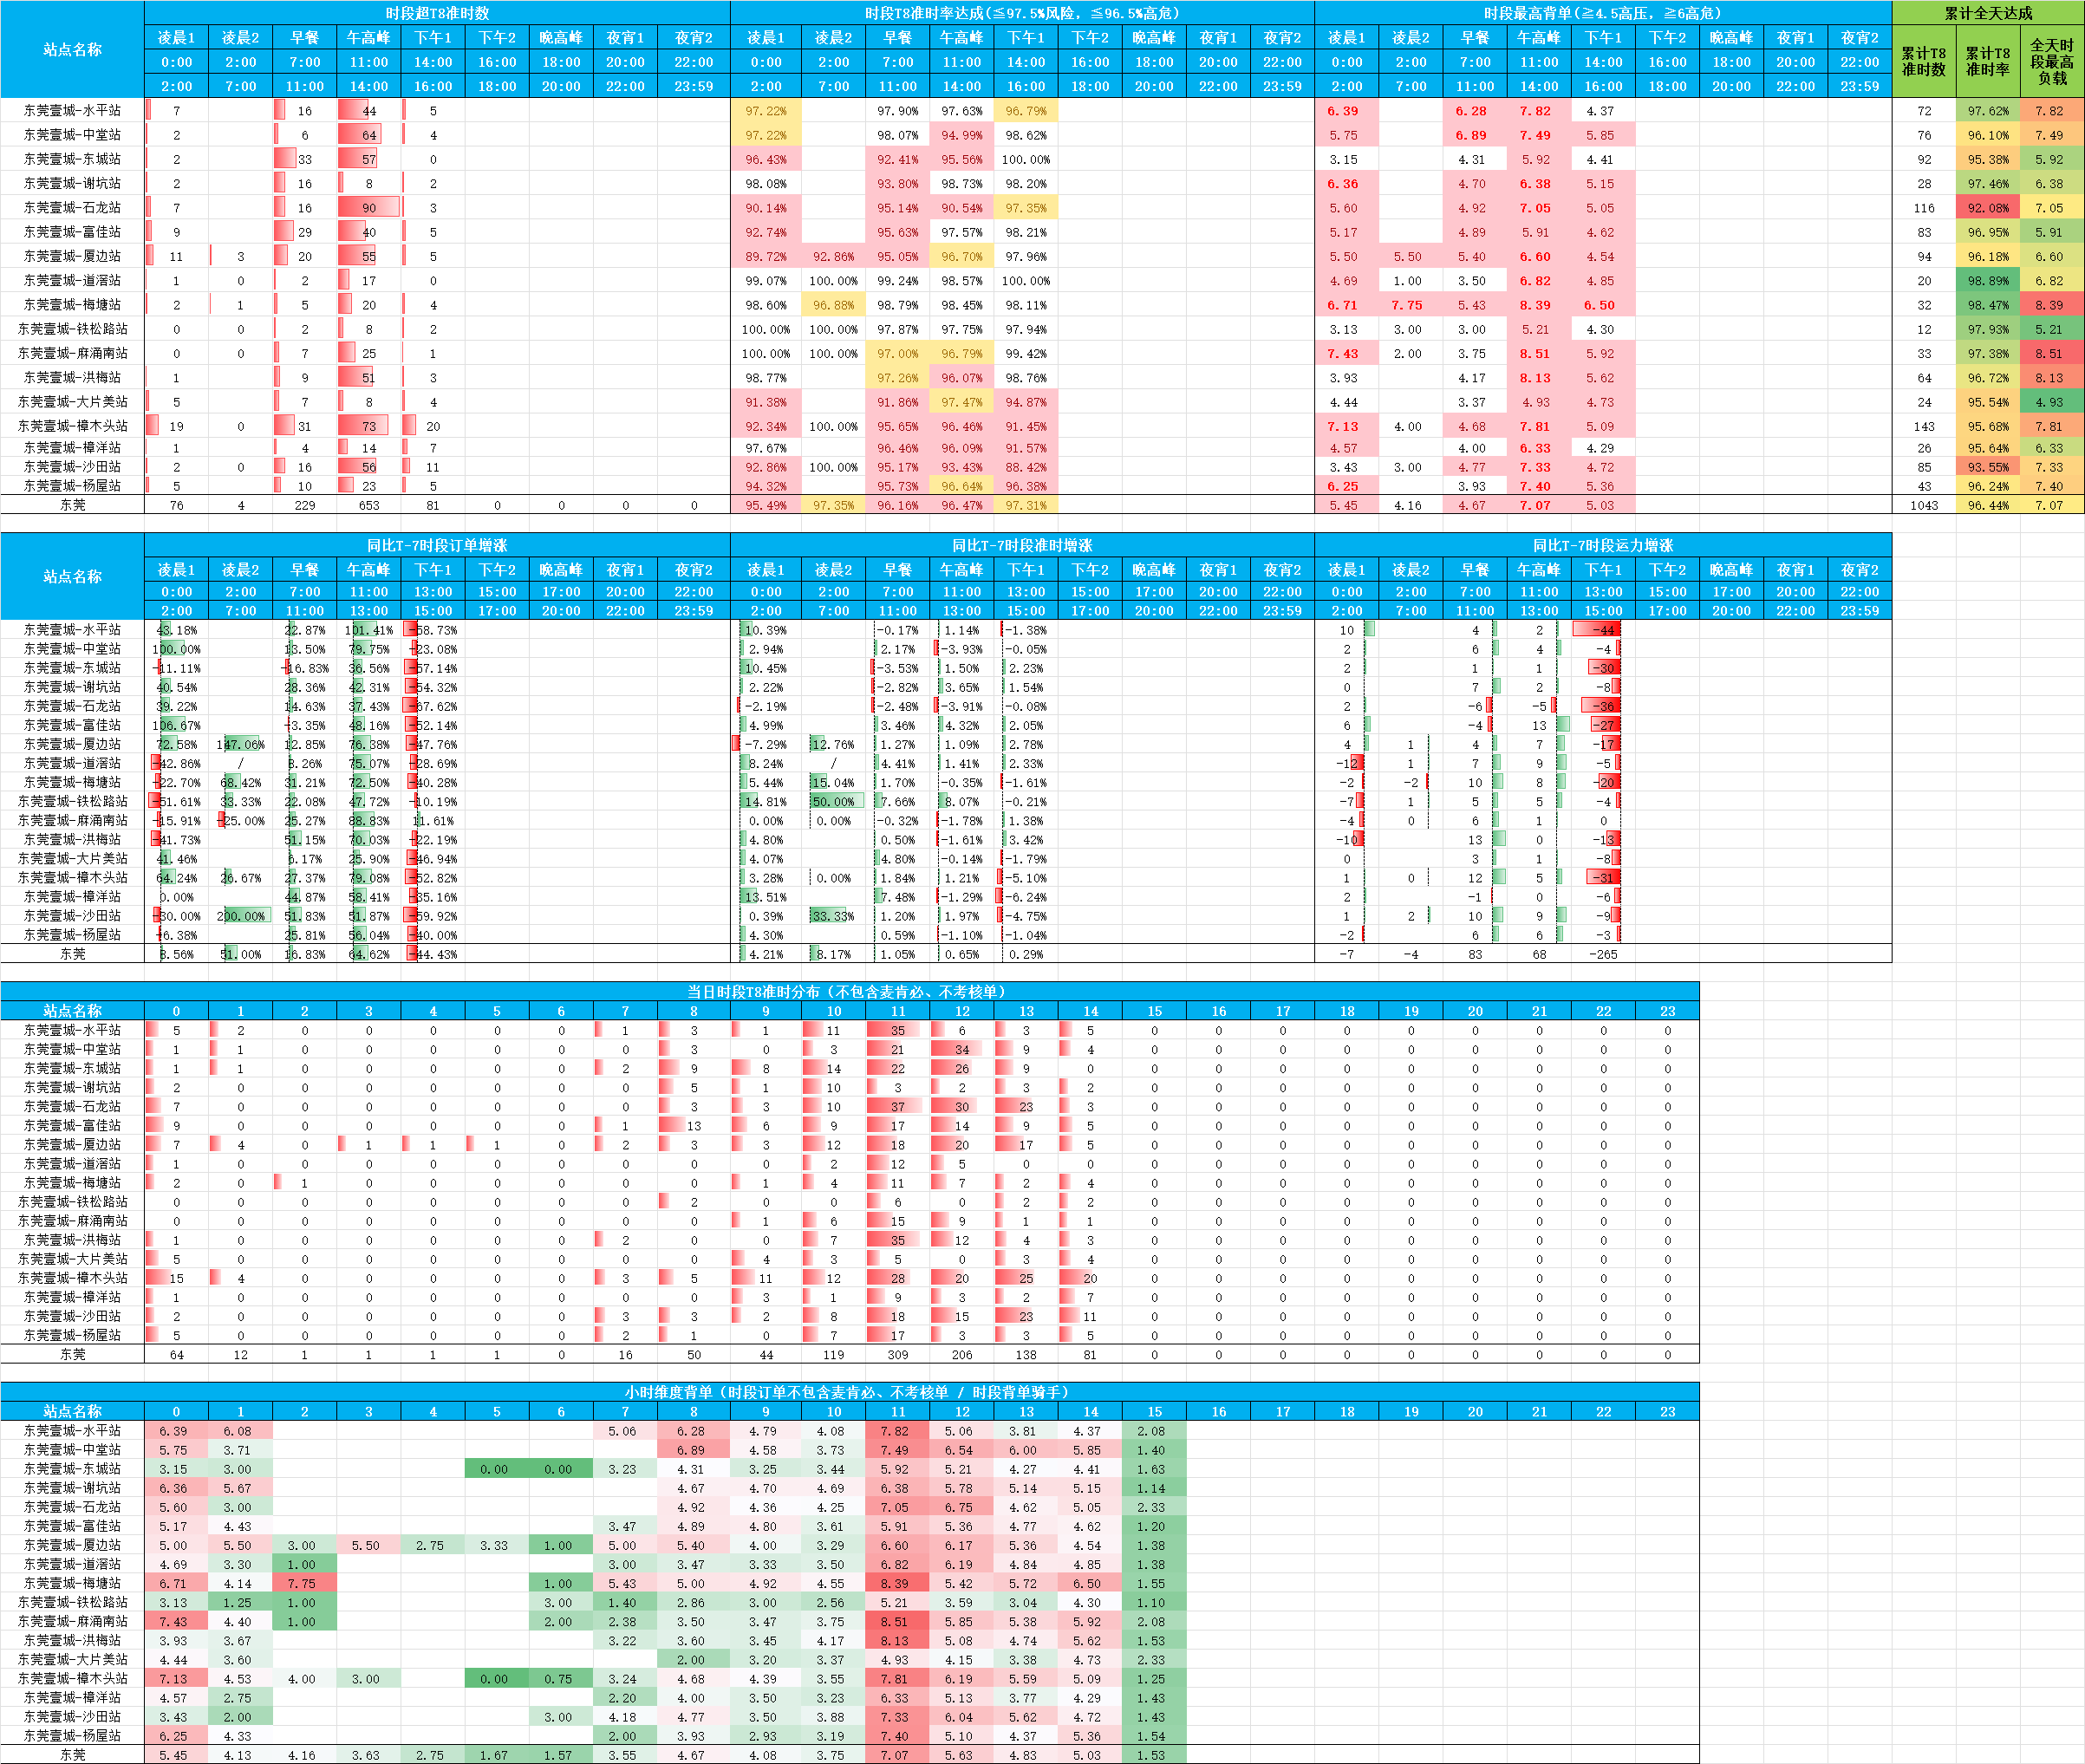 站点名称 时段超T8准时数 时段T8准时率达成(≦97.5%风险, ≦96.5%高危) 时段最高背单(≧4.5高压, ≧6高危) 累计全天达成
凌晨1 凌晨2 早餐 午高峰 下午1 下午2 晚高峰 夜宵1 夜宵2 凌晨1 凌晨2 早餐 午高峰 下午1 下午2 晚高峰 夜宵1 夜宵2 凌晨1 凌晨2 早餐 午高峰 下午1 下午2 晚高峰 夜宵1 夜宵2 累计T8准时数 累计T8准时率 全天时段最高负载
0:00 2:00 7:00 11:00 14:00 16:00 18:00 20:00 22:00 0:00 2:00 7:00 11:00 14:00 16:00 18:00 20:00 22:00 0:00 2:00 7:00 11:00 14:00 16:00 18:00 20:00 22:00
2:00 7:00 11:00 14:00 16:00 18:00 20:00 22:00 23:59 2:00 7:00 11:00 14:00 16:00 18:00 20:00 22:00 23:59 2:00 7:00 11:00 14:00 16:00 18:00 20:00 22:00 23:59
东莞壹城-水平站 7 16 44 5 97.22% 97.90% 97.63% 96.79% 6.39 6.28 7.82 4.37 72 97.62% 7.82
东莞壹城-中堂站 2 6 64 4 97.22% 98.07% 94.99% 98.62% 5.75 6.89 7.49 5.85 76 96.10% 7.49
东莞壹城-东城站 2 33 57 0 96.43% 92.41% 95.56% 100.00% 3.15 4.31 5.92 4.41 92 95.38% 5.92
东莞壹城-谢坑站 2 16 8 2 98.08% 93.80% 98.73% 98.20% 6.36 4.70 6.38 5.15 28 97.46% 6.38
东莞壹城-石龙站 7 16 90 3 90.14% 95.14% 90.54% 97.35% 5.60 4.92 7.05 5.05 116 92.08% 7.05
东莞壹城-富佳站 9 29 40 5 92.74% 95.63% 97.57% 98.21% 5.17 4.89 5.91 4.62 83 96.95% 5.91
东莞壹城-厦边站 11 3 20 55 5 89.72% 92.86% 95.05% 96.70% 97.96% 5.50 5.50 5.40 6.60 4.54 94 96.18% 6.60
东莞壹城-道滘站 1 0 2 17 0 99.07% 100.00% 99.24% 98.57% 100.00% 4.69 1.00 3.50 6.82 4.85 20 98.89% 6.82
东莞壹城-梅塘站 2 1 5 20 4 98.60% 96.88% 98.79% 98.45% 98.11% 6.71 7.75 5.43 8.39 6.50 32 98.47% 8.39
东莞壹城-铁松路站 0 0 2 8 2 100.00% 100.00% 97.87% 97.75% 97.94% 3.13 3.00 3.00 5.21 4.30 12 97.93% 5.21
东莞壹城-麻涌南站 0 0 7 25 1 100.00% 100.00% 97.00% 96.79% 99.42% 7.43 2.00 3.75 8.51 5.92 33 97.38% 8.51
东莞壹城-洪梅站 1 9 51 3 98.77% 97.26% 96.07% 98.76% 3.93 4.17 8.13 5.62 64 96.72% 8.13
东莞壹城-大片美站 5 7 8 4 91.38% 91.86% 97.47% 94.87% 4.44 3.37 4.93 4.73 24 95.54% 4.93
东莞壹城-樟木头站 19 0 31 73 20 92.34% 100.00% 95.65% 96.46% 91.45% 7.13 4.00 4.68 7.81 5.09 143 95.68% 7.81
东莞壹城-樟洋站 1 4 14 7 97.67% 96.46% 96.09% 91.57% 4.57 4.00 6.33 4.29 26 95.64% 6.33
东莞壹城-沙田站 2 0 16 56 11 92.86% 100.00% 95.17% 93.43% 88.42% 3.43 3.00 4.77 7.33 4.72 85 93.55% 7.33
东莞壹城-杨屋站 5 10 23 5 94.32% 95.73% 96.64% 96.38% 6.25 3.93 7.40 5.36 43 96.24% 7.40
东莞 76 4 229 653 81 0 0 0 0 95.49% 97.35% 96.16% 96.47% 97.31% 5.45 4.16 4.67 7.07 5.03 1043 96.44% 7.07
站点名称 同比T-7时段订单增涨 同比T-7时段准时增涨 同比T-7时段运力增涨
凌晨1 凌晨2 早餐 午高峰 下午1 下午2 晚高峰 夜宵1 夜宵2 凌晨1 凌晨2 早餐 午高峰 下午1 下午2 晚高峰 夜宵1 夜宵2 凌晨1 凌晨2 早餐 午高峰 下午1 下午2 晚高峰 夜宵1 夜宵2
0:00 2:00 7:00 11:00 13:00 15:00 17:00 20:00 22:00 0:00 2:00 7:00 11:00 13:00 15:00 17:00 20:00 22:00 0:00 2:00 7:00 11:00 13:00 15:00 17:00 20:00 22:00
2:00 7:00 11:00 13:00 15:00 17:00 20:00 22:00 23:59 2:00 7:00 11:00 13:00 15:00 17:00 20:00 22:00 23:59 2:00 7:00 11:00 13:00 15:00 17:00 20:00 22:00 23:59
东莞壹城-水平站 43.18% 22.87% 101.41% -58.73% 10.39% -0.17% 1.14% -1.38% 10 4 2 -44
东莞壹城-中堂站 100.00% 13.50% 79.75% -23.08% 2.94% 2.17% -3.93% -0.05% 2 6 4 -4
东莞壹城-东城站 -11.11% -16.83% 36.56% -57.14% 10.45% -3.53% 1.50% 2.23% 2 1 1 -30
东莞壹城-谢坑站 40.54% 28.36% 42.31% -54.32% 2.22% -2.82% 3.65% 1.54% 0 7 2 -8
东莞壹城-石龙站 39.22% 14.63% 37.43% -67.62% -2.19% -2.48% -3.91% -0.08% 2 -6 -5 -36
东莞壹城-富佳站 106.67% -3.35% 48.16% -52.14% 4.99% 3.46% 4.32% 2.05% 6 -4 13 -27
东莞壹城-厦边站 72.58% 147.06% 12.85% 76.38% -47.76% -7.29% 12.76% 1.27% 1.09% 2.78% 4 1 4 7 -17
东莞壹城-道滘站 -42.86% / 8.26% 75.07% -28.69% 8.24% / 4.41% 1.41% 2.33% -12 1 7 9 -5
东莞壹城-梅塘站 -22.70% 68.42% 31.21% 72.50% -40.28% 5.44% 15.04% 1.70% -0.35% -1.61% -2 -2 10 8 -20
东莞壹城-铁松路站 -51.61% 33.33% 22.08% 47.72% -10.19% 14.81% 50.00% 7.66% 8.07% -0.21% -7 1 5 5 -4
东莞壹城-麻涌南站 -15.91% -25.00% 25.27% 88.83% 11.61% 0.00% 0.00% -0.32% -1.78% 1.38% -4 0 6 1 0
东莞壹城-洪梅站 -41.73% 51.15% 70.03% -22.19% 4.80% 0.50% -1.61% 3.42% -10 13 0 -13
东莞壹城-大片美站 41.46% 6.17% 25.90% -46.94% 4.07% 4.80% -0.14% -1.79% 0 3 1 -8
东莞壹城-樟木头站 64.24% 26.67% 27.37% 79.08% -52.82% 3.28% 0.00% 1.84% 1.21% -5.10% 1 0 12 5 -31
东莞壹城-樟洋站 0.00% 44.87% 58.41% -35.16% 13.51% 7.48% -1.29% -6.24% 2 -1 0 -6
东莞壹城-沙田站 -30.00% 200.00% 51.83% 51.87% -59.92% 0.39% 33.33% 1.20% 1.97% -4.75% 1 2 10 9 -9
东莞壹城-杨屋站 -6.38% 25.81% 56.04% -40.00% 4.30% 0.59% -1.10% -1.04% -2 6 6 -3
东莞 8.56% 51.00% 16.83% 64.62% -44.43% 4.21% 8.17% 1.05% 0.65% 0.29% -7 -4 83 68 -265
当日时段T8准时分布（不包含麦肯必、不考核单）
站点名称 0 1 2 3 4 5 6 7 8 9 10 11 12 13 14 15 16 17 18 19 20 21 22 23
东莞壹城-水平站 5 2 0 0 0 0 0 1 3 1 11 35 6 3 5 0 0 0 0 0 0 0 0 0
东莞壹城-中堂站 1 1 0 0 0 0 0 0 3 0 3 21 34 9 4 0 0 0 0 0 0 0 0 0
东莞壹城-东城站 1 1 0 0 0 0 0 2 9 8 14 22 26 9 0 0 0 0 0 0 0 0 0 0
东莞壹城-谢坑站 2 0 0 0 0 0 0 0 5 1 10 3 2 3 2 0 0 0 0 0 0 0 0 0
东莞壹城-石龙站 7 0 0 0 0 0 0 0 3 3 10 37 30 23 3 0 0 0 0 0 0 0 0 0
东莞壹城-富佳站 9 0 0 0 0 0 0 1 13 6 9 17 14 9 5 0 0 0 0 0 0 0 0 0
东莞壹城-厦边站 7 4 0 1 1 1 0 2 3 3 12 18 20 17 5 0 0 0 0 0 0 0 0 0
东莞壹城-道滘站 1 0 0 0 0 0 0 0 0 0 2 12 5 0 0 0 0 0 0 0 0 0 0 0
东莞壹城-梅塘站 2 0 1 0 0 0 0 0 0 1 4 11 7 2 4 0 0 0 0 0 0 0 0 0
东莞壹城-铁松路站 0 0 0 0 0 0 0 0 2 0 0 6 0 2 2 0 0 0 0 0 0 0 0 0
东莞壹城-麻涌南站 0 0 0 0 0 0 0 0 0 1 6 15 9 1 1 0 0 0 0 0 0 0 0 0
东莞壹城-洪梅站 1 0 0 0 0 0 0 2 0 0 7 35 12 4 3 0 0 0 0 0 0 0 0 0
东莞壹城-大片美站 5 0 0 0 0 0 0 0 0 4 3 5 0 3 4 0 0 0 0 0 0 0 0 0
东莞壹城-樟木头站 15 4 0 0 0 0 0 3 5 11 12 28 20 25 20 0 0 0 0 0 0 0 0 0
东莞壹城-樟洋站 1 0 0 0 0 0 0 0 0 3 1 9 3 2 7 0 0 0 0 0 0 0 0 0
东莞壹城-沙田站 2 0 0 0 0 0 0 3 3 2 8 18 15 23 11 0 0 0 0 0 0 0 0 0
东莞壹城-杨屋站 5 0 0 0 0 0 0 2 1 0 7 17 3 3 5 0 0 0 0 0 0 0 0 0
东莞 64 12 1 1 1 1 0 16 50 44 119 309 206 138 81 0 0 0 0 0 0 0 0 0
小时维度背单（时段订单不包含麦肯必、不考核单 / 时段背单骑手）
站点名称 0 1 2 3 4 5 6 7 8 9 10 11 12 13 14 15 16 17 18 19 20 21 22 23
东莞壹城-水平站 6.39 6.08 5.06 6.28 4.79 4.08 7.82 5.06 3.81 4.37 2.08
东莞壹城-中堂站 5.75 3.71 6.89 4.58 3.73 7.49 6.54 6.00 5.85 1.40
东莞壹城-东城站 3.15 3.00 0.00 0.00 3.23 4.31 3.25 3.44 5.92 5.21 4.27 4.41 1.63
东莞壹城-谢坑站 6.36 5.67 4.67 4.70 4.69 6.38 5.78 5.14 5.15 1.14
东莞壹城-石龙站 5.60 3.00 4.92 4.36 4.25 7.05 6.75 4.62 5.05 2.33
东莞壹城-富佳站 5.17 4.43 3.47 4.89 4.80 3.61 5.91 5.36 4.77 4.62 1.20
东莞壹城-厦边站 5.00 5.50 3.00 5.50 2.75 3.33 1.00 5.00 5.40 4.00 3.29 6.60 6.17 5.36 4.54 1.38
东莞壹城-道滘站 4.69 3.30 1.00 3.00 3.47 3.33 3.50 6.82 6.19 4.84 4.85 1.38
东莞壹城-梅塘站 6.71 4.14 7.75 1.00 5.43 5.00 4.92 4.55 8.39 5.42 5.72 6.50 1.55
东莞壹城-铁松路站 3.13 1.25 1.00 3.00 1.40 2.86 3.00 2.56 5.21 3.59 3.04 4.30 1.10
东莞壹城-麻涌南站 7.43 4.40 1.00 2.00 2.38 3.50 3.47 3.75 8.51 5.85 5.38 5.92 2.08
东莞壹城-洪梅站 3.93 3.67 3.22 3.60 3.45 4.17 8.13 5.08 4.74 5.62 1.53
东莞壹城-大片美站 4.44 3.60 2.00 3.20 3.37 4.93 4.15 3.38 4.73 2.33
东莞壹城-樟木头站 7.13 4.53 4.00 3.00 0.00 0.75 3.24 4.68 4.39 3.55 7.81 6.19 5.59 5.09 1.25
东莞壹城-樟洋站 4.57 2.75 2.20 4.00 3.50 3.23 6.33 5.13 3.77 4.29 1.43
东莞壹城-沙田站 3.43 2.00 3.00 4.18 4.77 3.50 3.88 7.33 6.04 5.62 4.72 1.43
东莞壹城-杨屋站 6.25 4.33 2.00 3.93 2.93 3.19 7.40 5.10 4.37 5.36 1.54
东莞 5.45 4.13 4.16 3.63 2.75 1.67 1.57 3.55 4.67 4.08 3.75 7.07 5.63 4.83 5.03 1.53